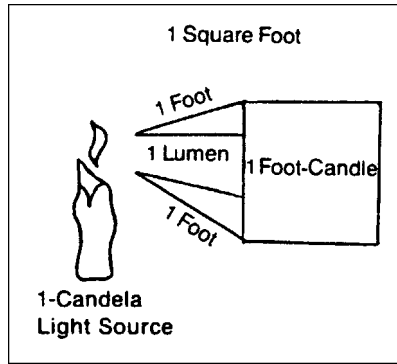 1 Square Foot
1 Foot
1 Lumen
1 Foot-Candle
1 Foot
1-Candela
Light Source